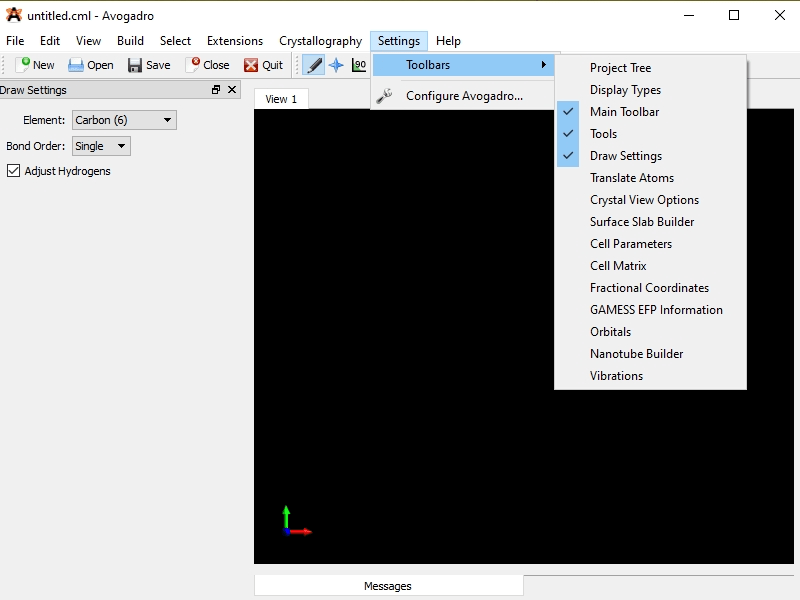 untitled.cml - Avogadro
File Edit View Build Select Extensions Crystallography Settings Help
New Open Save Close Quit 90
Draw Settings
Element: Carbon (6)
Bond Order: Single
Adjust Hydrogens
View 1
Toolbars
Configure Avogadro...
Project Tree
Display Types
Main Toolbar
Tools
Draw Settings
Translate Atoms
Crystal View Options
Surface Slab Builder
Cell Parameters
Cell Matrix
Fractional Coordinates
GAMESS EFP Information
Orbitals
Nanotube Builder
Vibrations
Messages